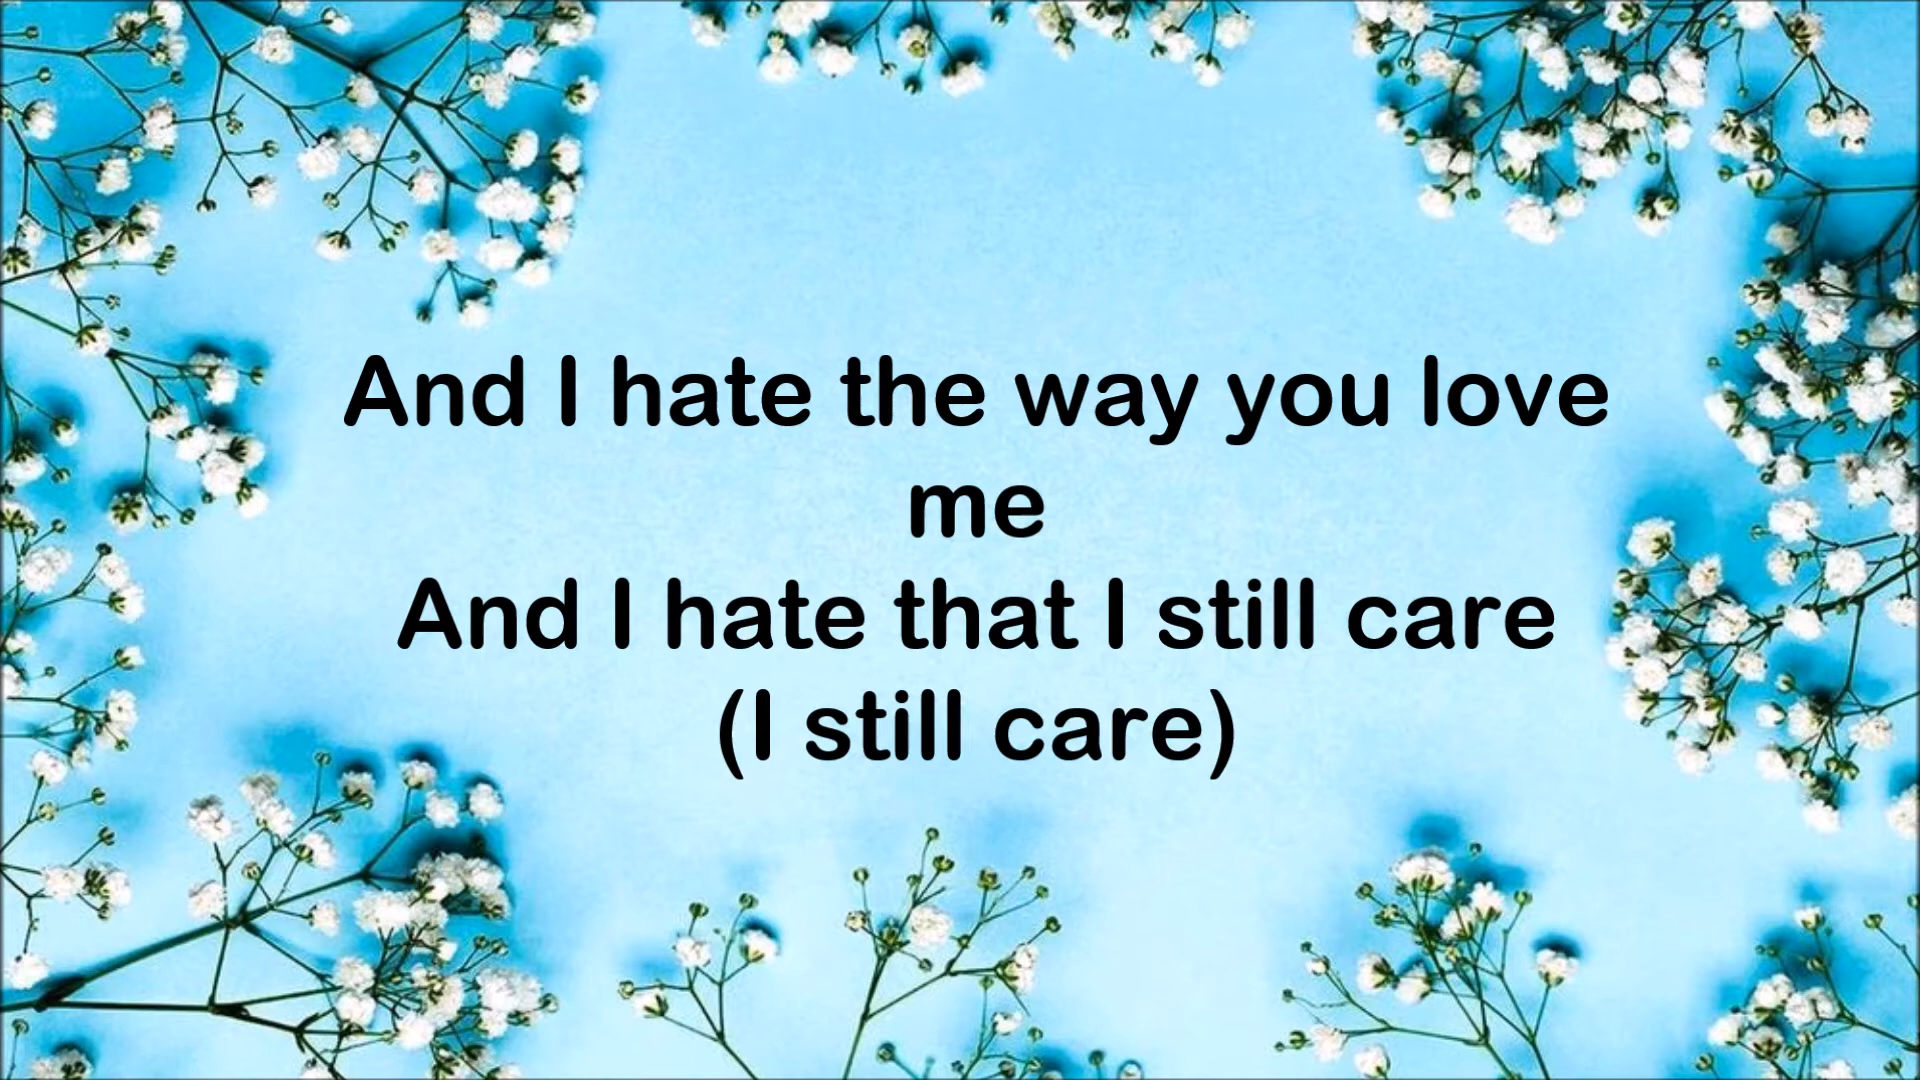 And I hate the way you love
me
And I hate that I still care
(I still care)